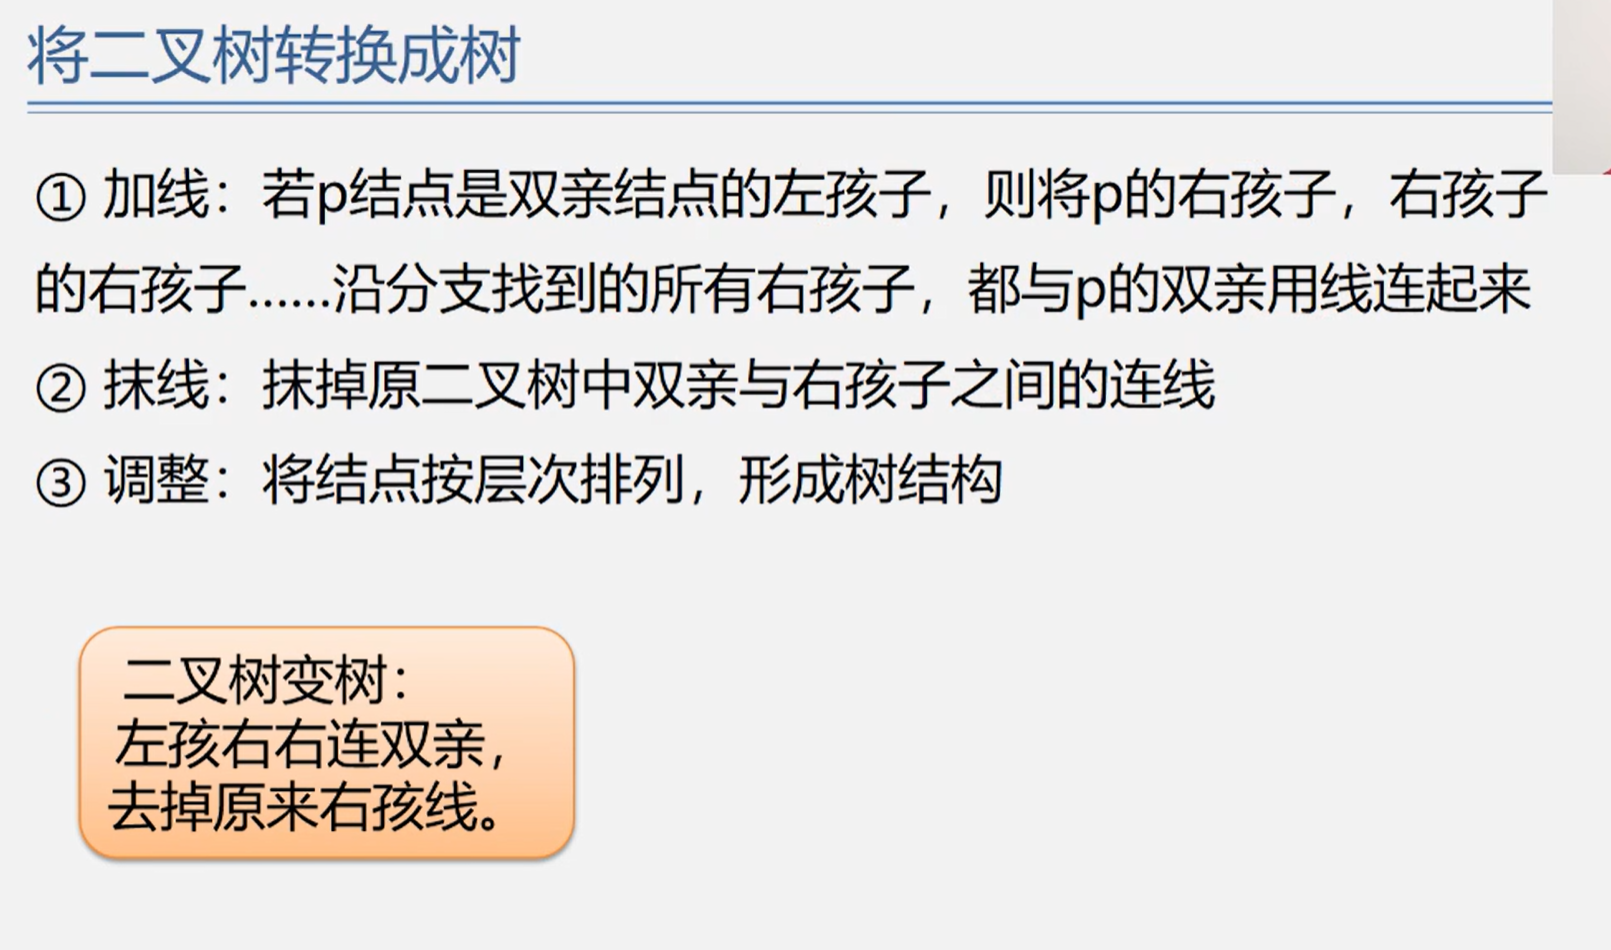 将二叉树转换成树
① 加线：若p结点是双亲结点的左孩子，则将p的右孩子，右孩子
的右孩子……沿分支找到的所有右孩子，都与p的双亲用线连起来
② 抹线：抹掉原二叉树中双亲与右孩子之间的连线
③ 调整：将结点按层次排列，形成树结构
二叉树变树：
左孩右右连双亲，
去掉原来右孩线。